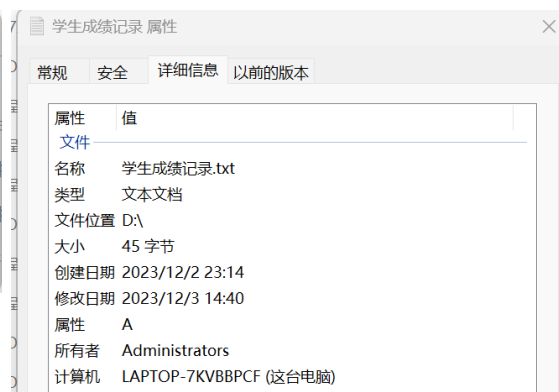 学生成绩记录 属性
常规 安全 详细信息 以前的版本
属性 值
文件
名称 学生成绩记录.txt
类型 文本文档
文件位置 D:\
大小 45 字节
创建日期 2023/12/2 23:14
修改日期 2023/12/3 14:40
属性 A
所有者 Administrators
计算机 LAPTOP-7KVBBPCF (这台电脑)